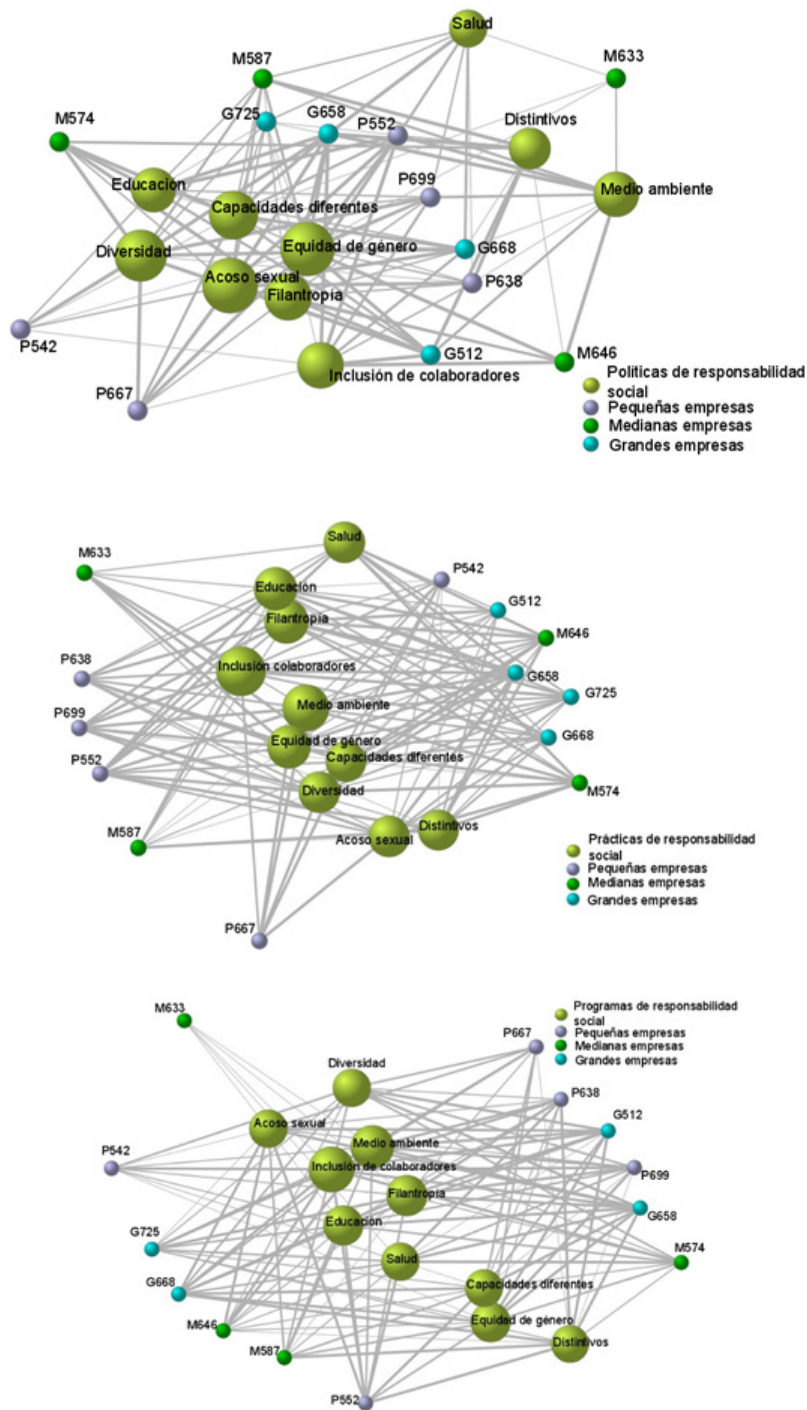 Salud
M587
M633
M574
G725
G658
P552
Distintivos
Educación
P699
Medio ambiente
Capacidades diferentes
Diversidad
Equidad de género
G668
Acoso sexual
P638
Filantropía
P542
G512
M646
P667
Inclusión de colaboradores
Políticas de responsabilidad
social
Pequeñas empresas
Medianas empresas
Grandes empresas
Salud
M633
P542
Educación
G512
Filantropía
M646
P638
Inclusión colaboradores
G658
G725
Medio ambiente
P699
G668
Equidad de género
P552
Capacidades diferentes
M574
Diversidad
M587
Acoso sexual
Distintivos
Prácticas de responsabilidad
social
Pequeñas empresas
Medianas empresas
Grandes empresas
P667
M633
Programas de responsabilidad
social
Pequeñas empresas
Medianas empresas
Grandes empresas
P667
Diversidad
P638
Acoso sexual
G512
Medio ambiente
P542
Inclusión de colaboradores
P699
Filantropía
G658
Educación
G725
M574
Salud
G668
Capacidades diferentes
M646
Equidad de género
M587
Distintivos
P552